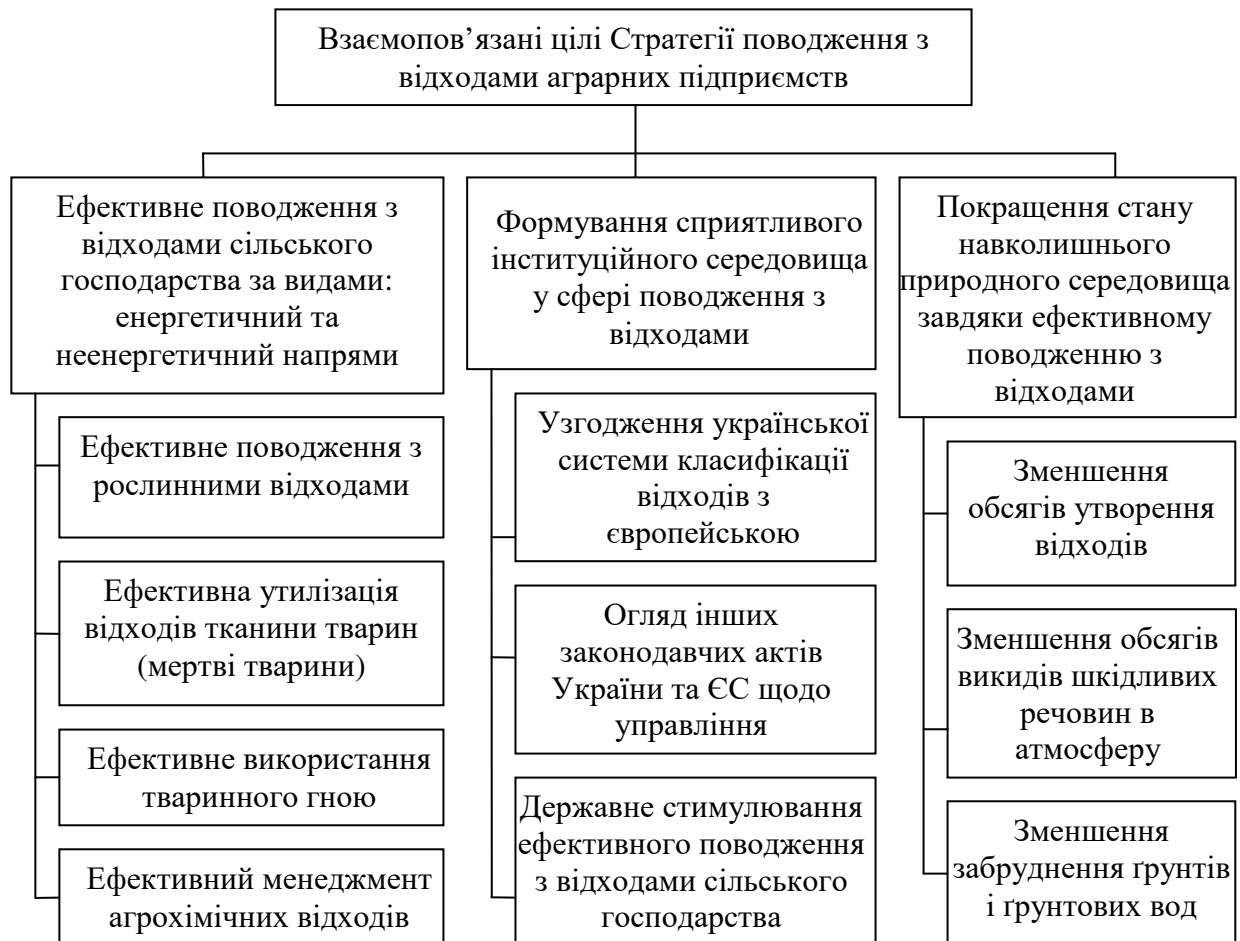 Взаємопов’язані цілі Стратегії поводження з
відходами аграрних підприємств
Ефективне поводження з
відходами сільського
господарства за видами:
енергетичний та
неенергетичний напрями
Ефективне поводження з
рослинними відходами
Ефективна утилізація
відходів тканини тварин
(мертві тварини)
Ефективне використання
тваринного гною
Ефективний менеджмент
агрохімічних відходів
Формування сприятливого
інституційного середовища
у сфері поводження з
відходами
Узгодження української
системи класифікації
відходів з
європейською
Огляд інших
законодавчих актів
України та ЄС щодо
управління
Державне стимулювання
ефективного поводження
з відходами сільського
господарства
Покращення стану
навколишнього
природного середовища
завдяки ефективному
поводженню з
відходами
Зменшення
обсягів утворення
відходів
Зменшення обсягів
викидів шкідливих
речовин в
атмосферу
Зменшення
забруднення ґрунтів
і ґрунтових вод